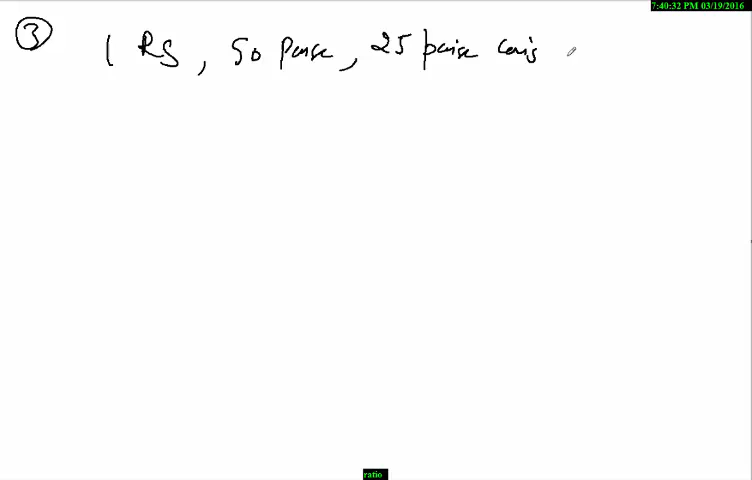 7:40:32 PM 03/19/2016
③ 1 RS, 50 paise, 25 paise coins
ratio